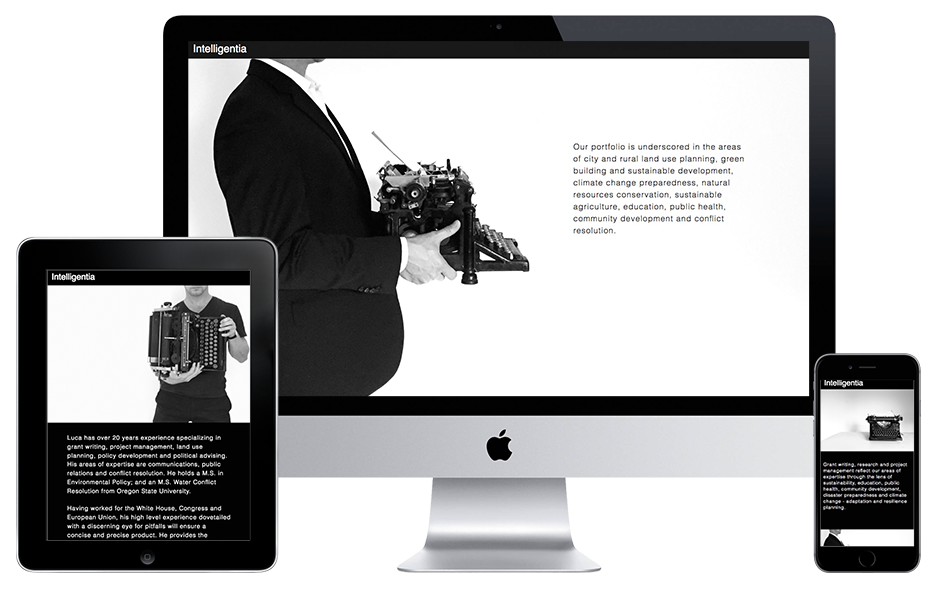 Intelligentia
Our portfolio is underscored in the areas
of city and rural land use planning, green
building and sustainable development,
climate change preparedness, natural
resources conservation, sustainable
agriculture, education, public health,
community development and conflict
resolution.
Intelligentia
Luca has over 20 years experience specializing in
grant writing, project management, land use
planning, policy development and political advising.
His areas of expertise are communications, public
relations and conflict resolution. He holds a M.S. in
Environmental Policy; and an M.S. Water Conflict
Resolution from Oregon State University.
Having worked for the White House, Congress and
European Union, his high level experience dovetailed
with a discerning eye for pitfalls will ensure a
concise and precise product. He provides the
Intelligentia
Grant writing, research and project
management reflect our areas of
expertise through the lens of
sustainability, education, public
health, community development,
disaster preparedness and climate
change - adaptation and resilience
planning.